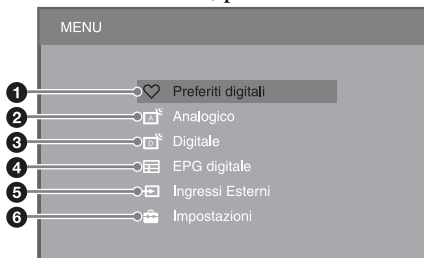 MENU
1 Preferiti digitali
2 A Analogico
3 D Digitale
4 EPG digitale
5 Ingressi Esterni
6 Impostazioni